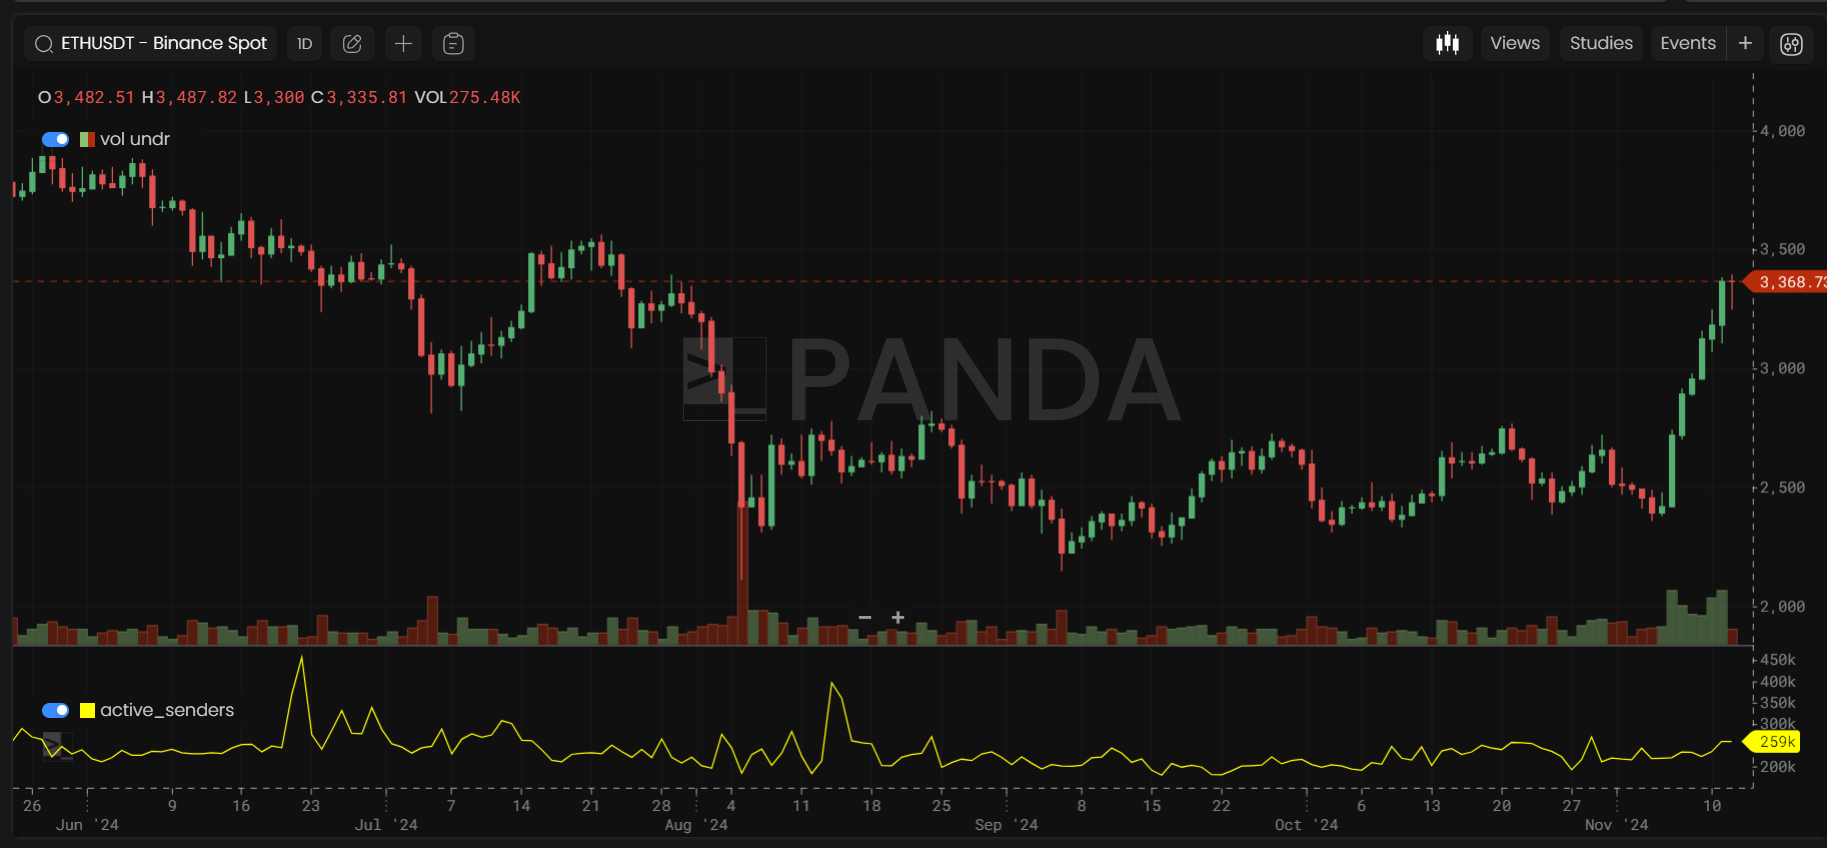 ETHUSDT - Binance Spot 1D Views Studies Events +
O3,482.51 H3,487.82 L3,300 C3,335.81 VOL275.48K
vol undr
4,000
3,500
3,368.73
PANDA
3,000
2,500
2,000
450k
400k
active_senders
350k
300k
259k
200k
26 9 16 23 7 14 21 28 4 11 18 25 8 15 22 6 13 20 27 10
Jun '24 Jul '24 Aug '24 Sep '24 Oct '24 Nov '24